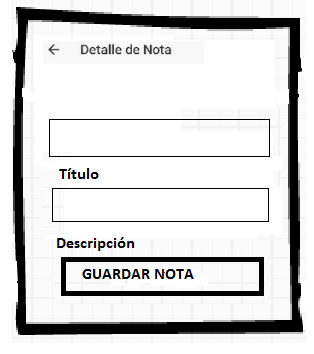 Detalle de Nota
Título
Descripción
GUARDAR NOTA